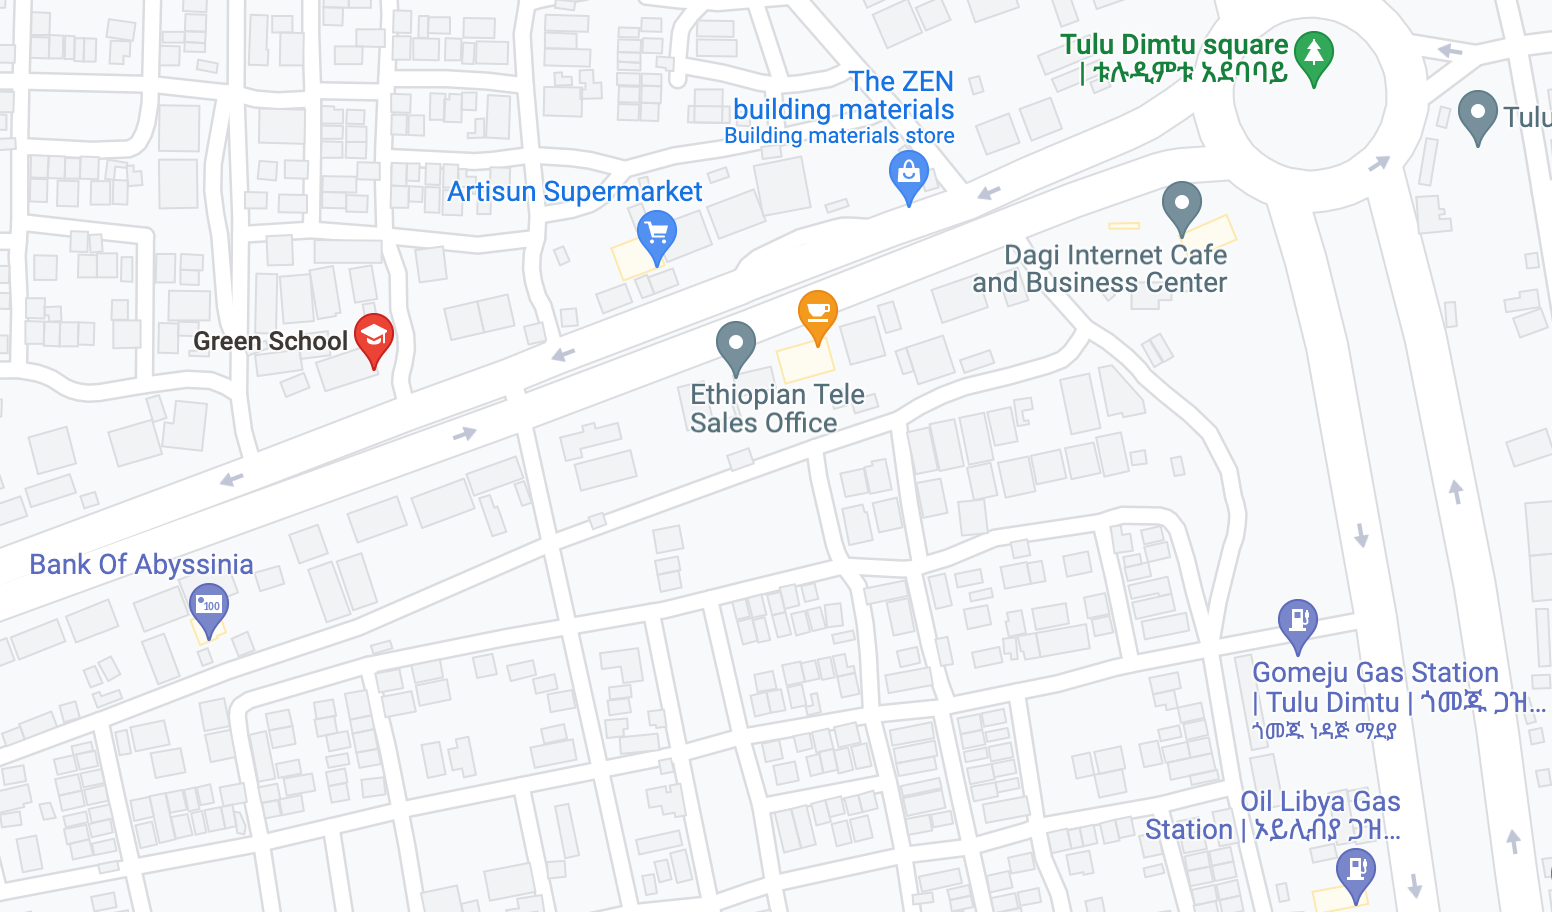 Tulu Dimtu square
| ቱሉዲምቱ አደባባይ
The ZEN
building materials
Building materials store
Tulu
Artisun Supermarket
Dagi Internet Cafe
and Business Center
Green School
Ethiopian Tele
Sales Office
Bank Of Abyssinia
100
Gomeju Gas Station
| Tulu Dimtu | ጎመጁ ጋዝ...
ጎመጁ ነዳጅ ማደያ
Oil Libya Gas
Station | ኦይሊብያ ጋዝ...